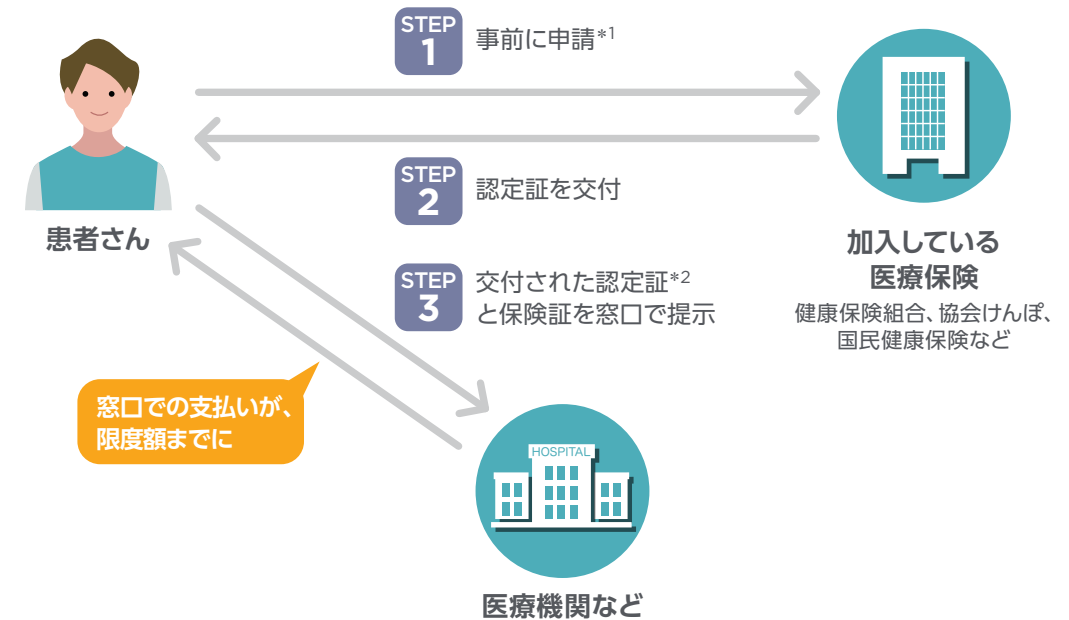 STEP
1
事前に申請*1
STEP
2
認定証を交付
患者さん
加入している
医療保険
健康保険組合、協会けんぽ、
国民健康保険など
STEP
3
交付された認定証*2
と保険証を窓口で提示
窓口での支払いが、
限度額までに
HOSPITAL
医療機関など